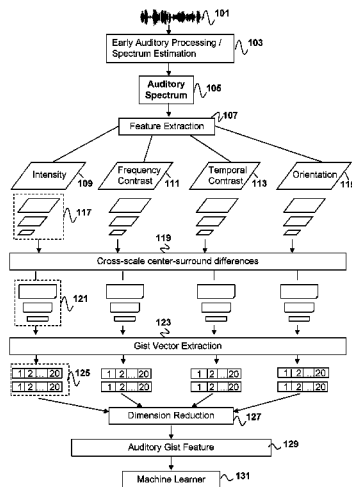 101
Early Auditory Processing /
Spectrum Estimation
103
Auditory
Spectrum
105
107
Feature Extraction
Intensity
109
Frequency
Contrast
111
Temporal
Contrast
113
Orientation
115
117
119
Cross-scale center-surround differences
121
123
Gist Vector Extraction
125
1 2 ... 20 1 2 ... 20 1 2 ... 20 1 2 ... 20
1 2 ... 20 1 2 ... 20 1 2 ... 20 1 2 ... 20
Dimension Reduction
127
Auditory Gist Feature
129
Machine Learner
131